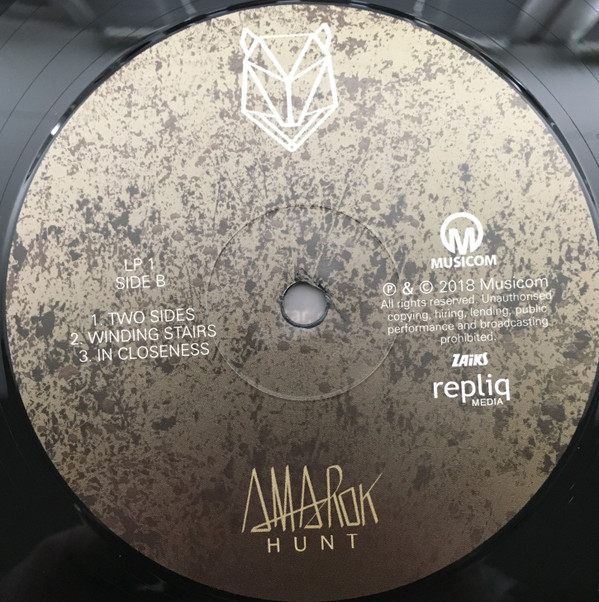 LP 1
SIDE B
1. TWO SIDES
2. WINDING STAIRS
3. IN CLOSENESS
M
MUSICOM
℗ & © 2018 Musicom
All rights reserved. Unauthorised
copying, hiring, lending, public
performance and broadcasting
prohibited.
ZAiKS
repliq
MEDIA
AMAROK
HUNT